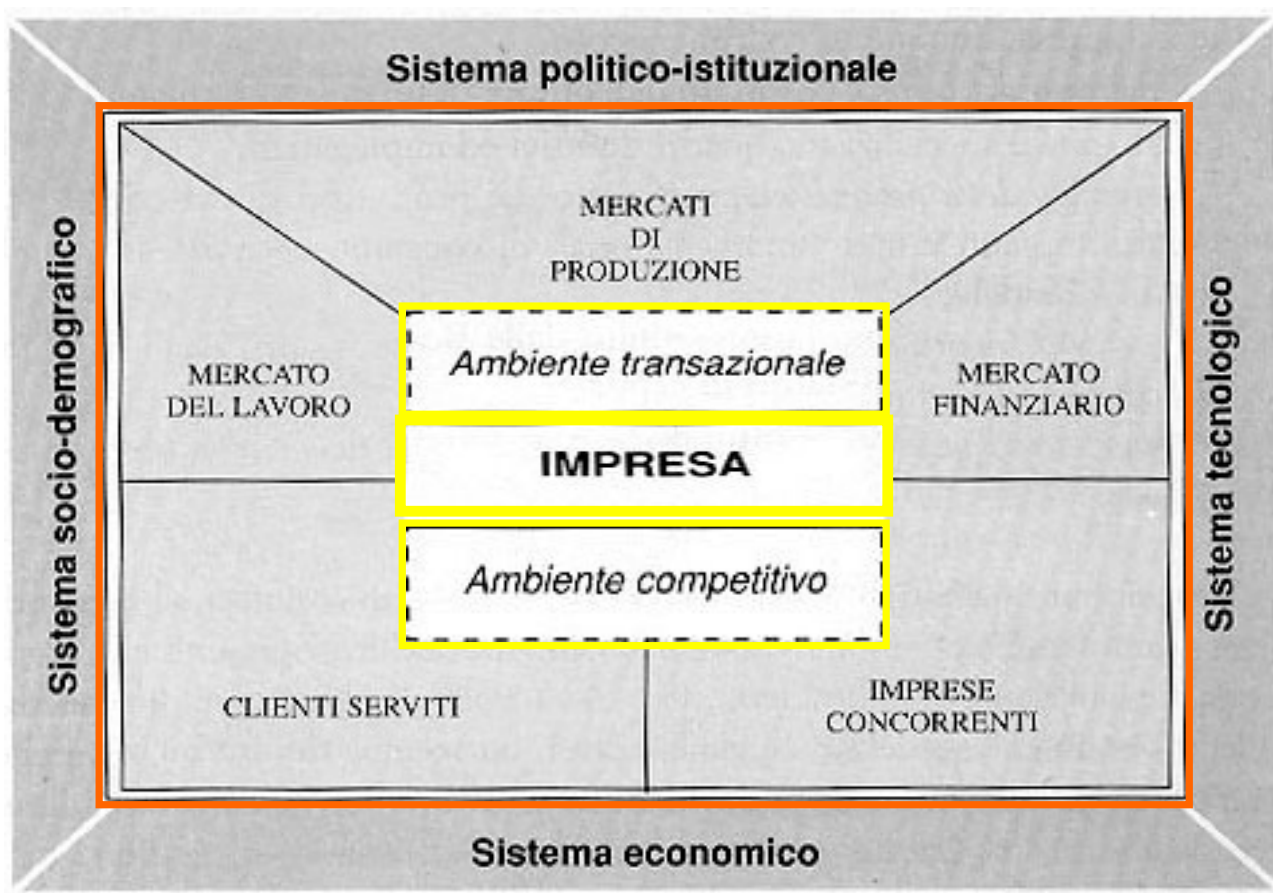 Sistema politico-istituzionale
Sistema socio-demografico
MERCATI
DI
PRODUZIONE
MERCATO
DEL LAVORO
Ambiente transazionale
MERCATO
FINANZIARIO
IMPRESA
Ambiente competitivo
CLIENTI SERVITI
IMPRESE
CONCORRENTI
Sistema tecnologico
Sistema economico